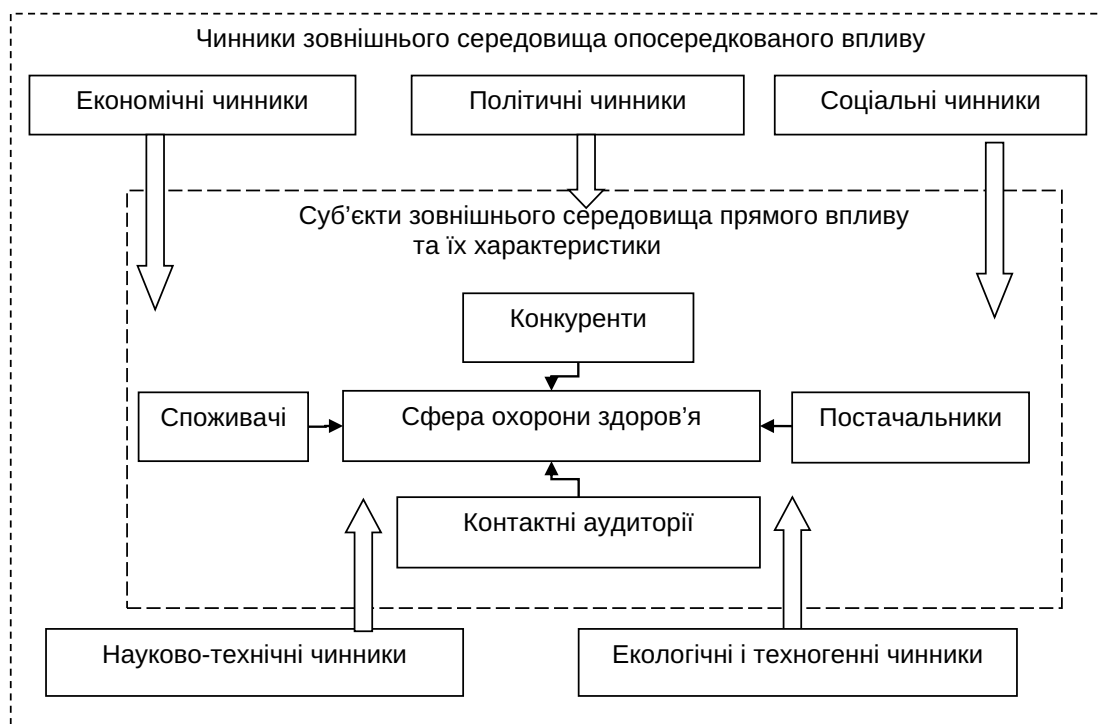 Чинники зовнішнього середовища опосередкованого впливу
Економічні чинники
Політичні чинники
Соціальні чинники
Суб’єкти зовнішнього середовища прямого впливу
та їх характеристики
Конкуренти
Споживачі
Сфера охорони здоров’я
Постачальники
Контактні аудиторії
Науково-технічні чинники
Екологічні і техногенні чинники